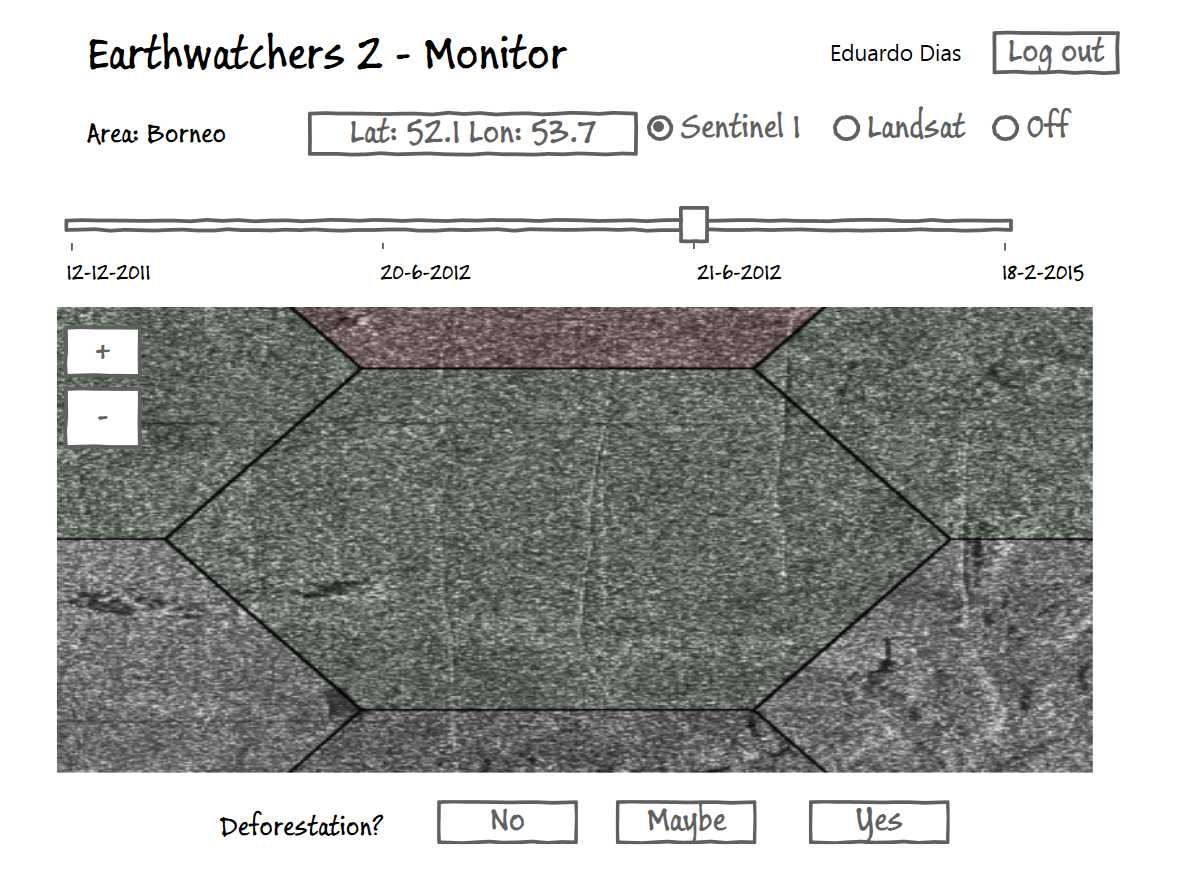 Earthwatchers 2 - Monitor
Eduardo Dias
Log out
Area: Borneo
Lat: 52.1 Lon: 53.7
Sentinel 1
Landsat
Off
12-12-2011
20-6-2012
21-6-2012
18-2-2015
+
-
Deforestation?
No
Maybe
Yes